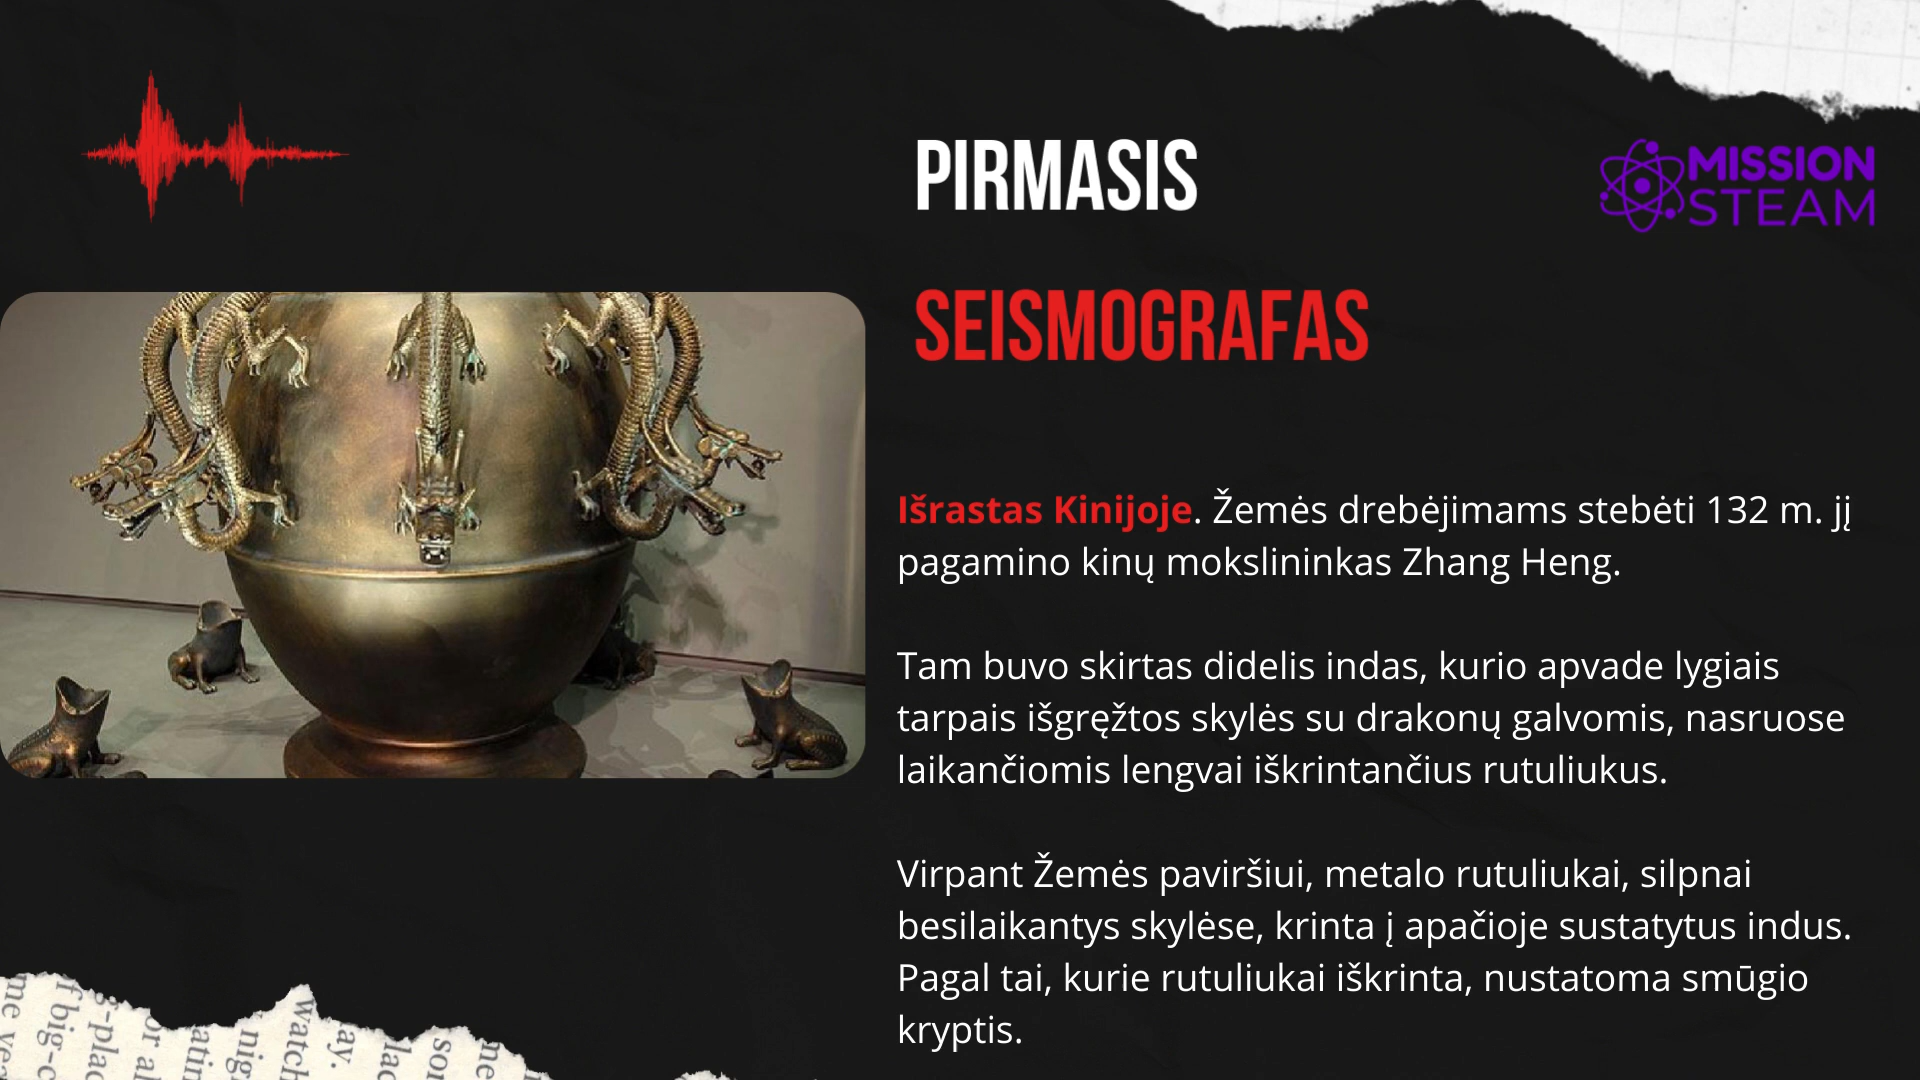 PIRMASIS
MISSION
STEAM
SEISMOGRAFAS
Išrastas Kinijoje. Žemės drebėjimams stebėti 132 m. jį
pagamino kinų mokslininkas Zhang Heng.
Tam buvo skirtas didelis indas, kurio apvade lygiais
tarpais išgręžtos skylės su drakonų galvomis, nasruose
laikančiomis lengvai iškrintančius rutuliukus.
Virpant Žemės paviršiui, metalo rutuliukai, silpnai
besilaikantys skylėse, krinta į apačioje sustatytus indus.
Pagal tai, kurie rutuliukai iškrinta, nustatoma smūgio
kryptis.